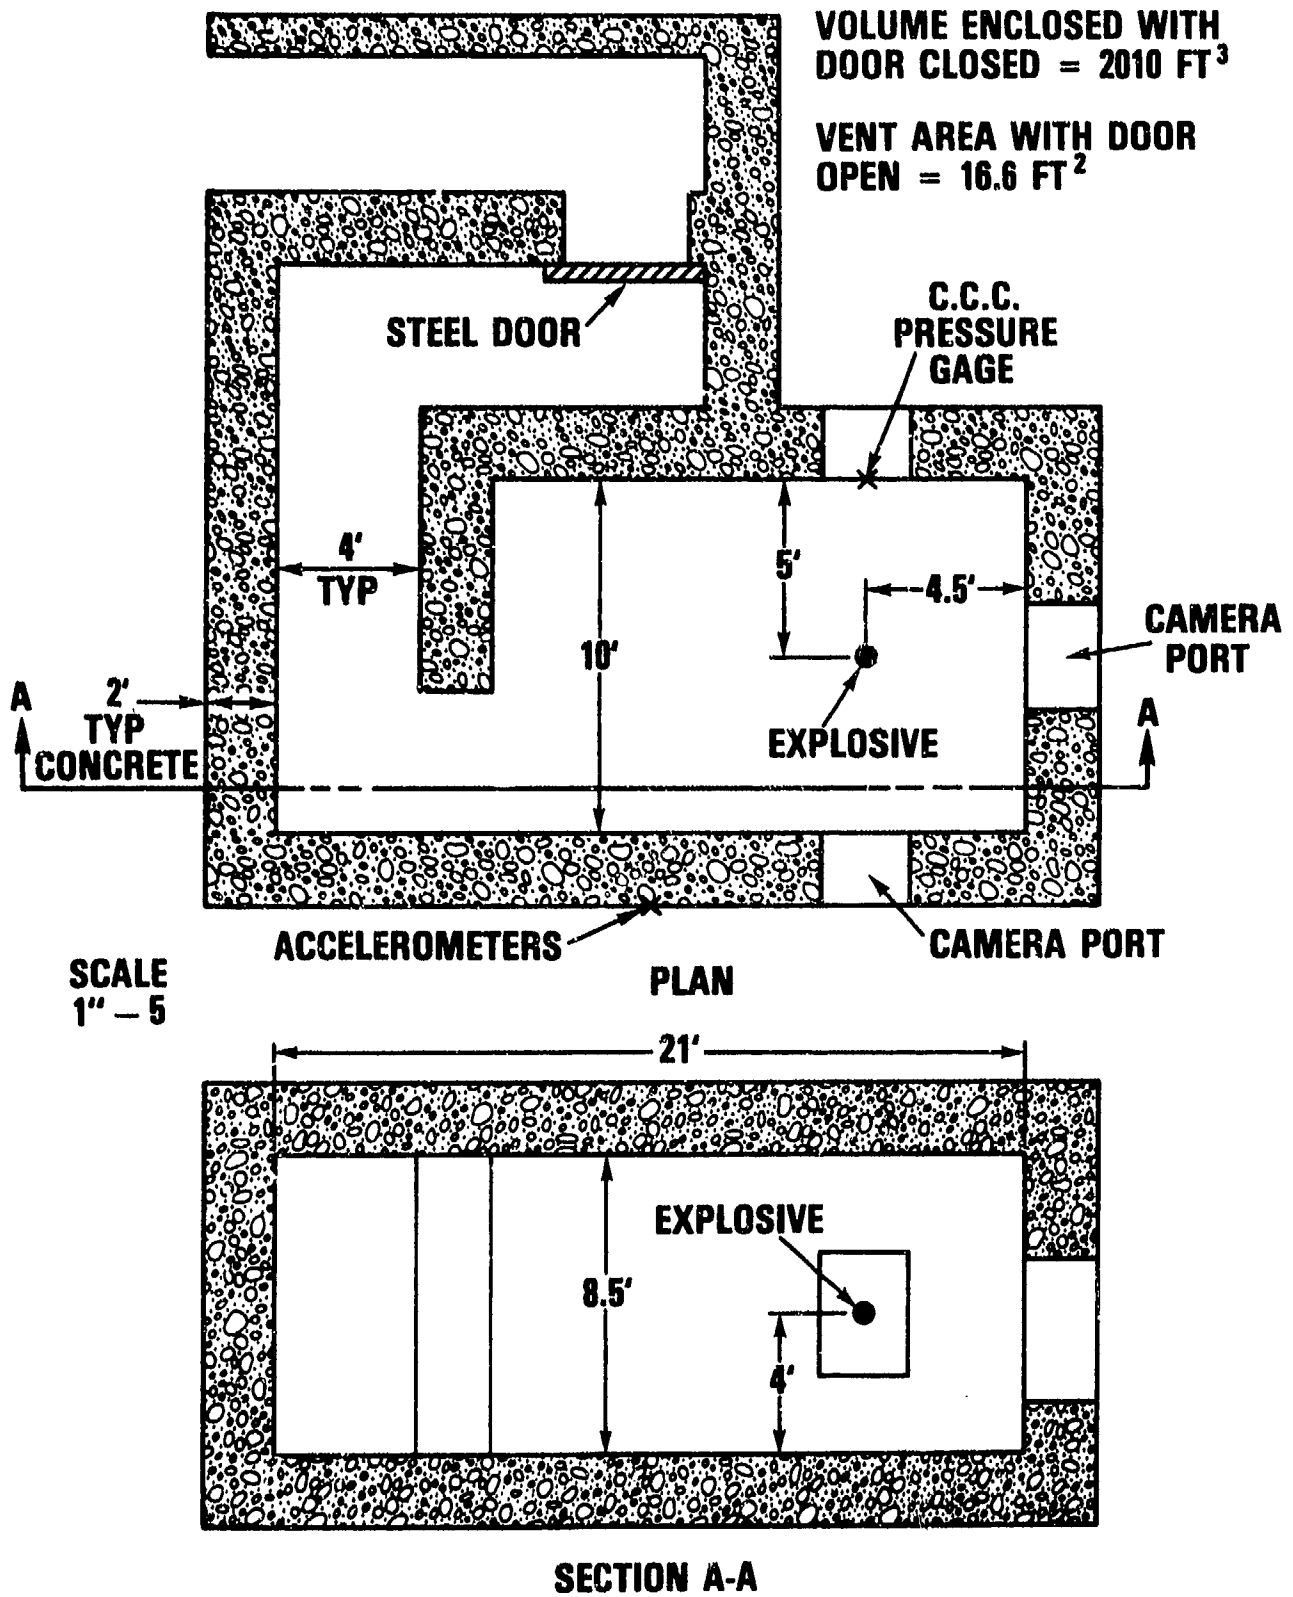 VOLUME ENCLOSED WITH
DOOR CLOSED = 2010 FT³
VENT AREA WITH DOOR
OPEN = 16.6 FT²
STEEL DOOR
C.C.C.
PRESSURE
GAGE
4'
TYP
5'
4.5'
10'
CAMERA
PORT
A
2'
TYP
CONCRETE
EXPLOSIVE
A
ACCELEROMETERS
CAMERA PORT
SCALE
1" – 5
PLAN
21'
EXPLOSIVE
8.5'
4'
SECTION A-A